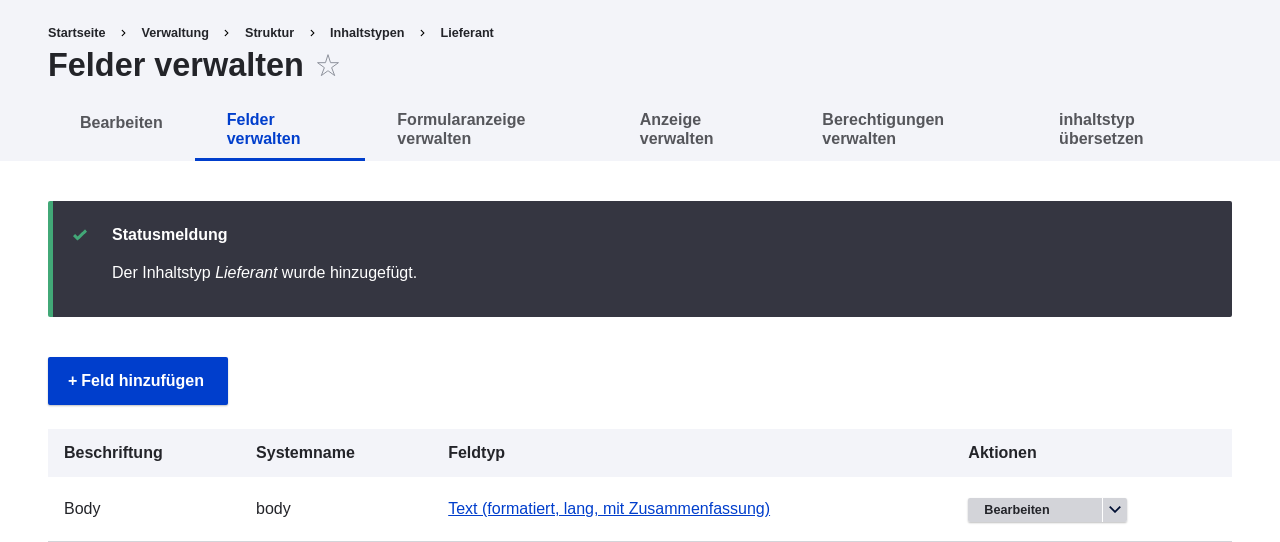 Startseite > Verwaltung > Struktur > Inhaltstypen > Lieferant
Felder verwalten
Bearbeiten
Felder
verwalten
Formularanzeige
verwalten
Anzeige
verwalten
Berechtigungen
verwalten
inhaltstyp
übersetzen
Statusmeldung
Der Inhaltstyp Lieferant wurde hinzugefügt.
+ Feld hinzufügen
Beschriftung Systemname Feldtyp Aktionen
Body body Text (formatiert, lang, mit Zusammenfassung) Bearbeiten